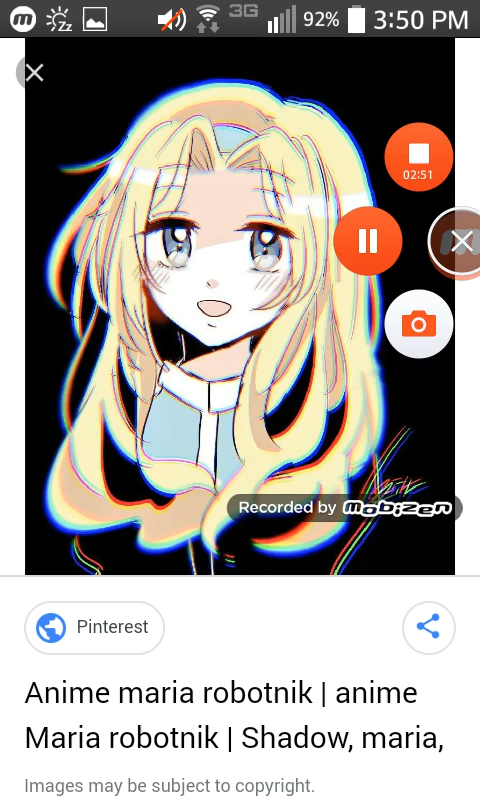 3G 92% 3:50 PM
02:51
Recorded by mobizen
Pinterest
Anime maria robotnik | anime
Maria robotnik | Shadow, maria,
Images may be subject to copyright.